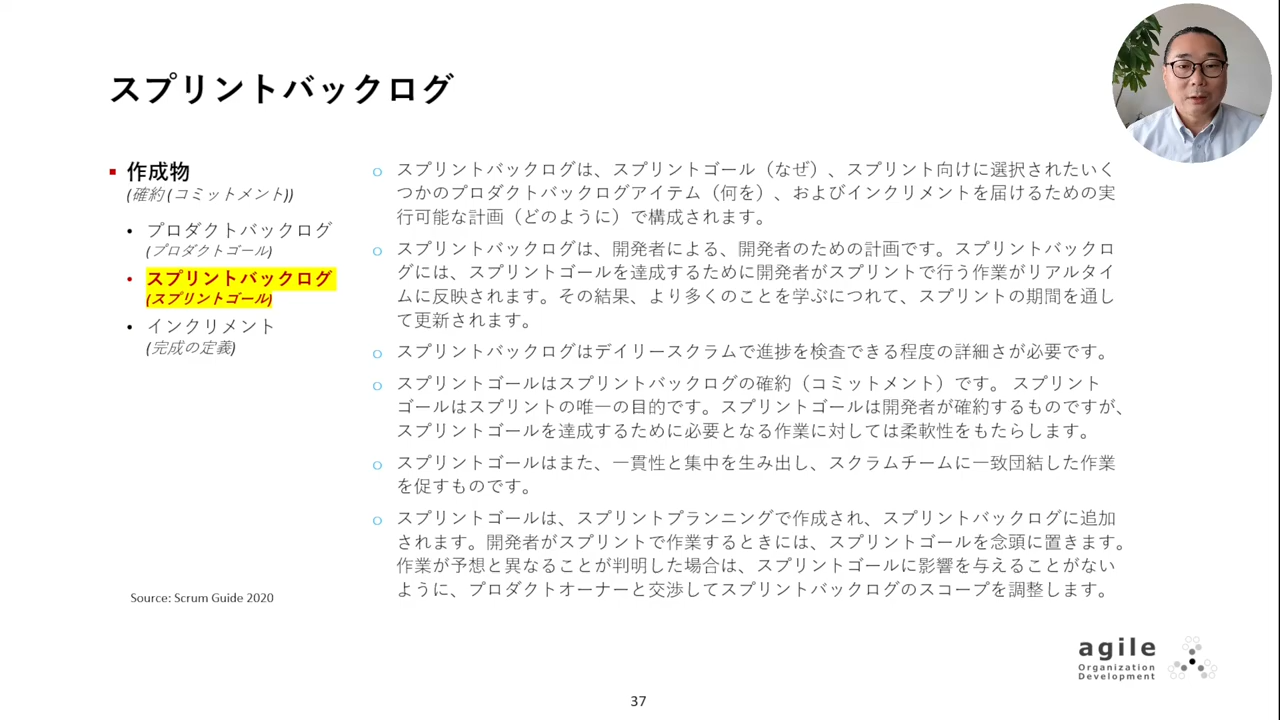 スプリントバックログ
作成物
(確約(コミットメント))
プロダクトバックログ
(プロダクトゴール)
スプリントバックログ
(スプリントゴール)
インクリメント
(完成の定義)
スプリントバックログは、スプリントゴール（なぜ）、スプリント向けに選択されたいく
つかのプロダクトバックログアイテム（何を）、およびインクリメントを届けるための実
行可能な計画（どのように）で構成されます。
スプリントバックログは、開発者による、開発者のための計画です。スプリントバックロ
グには、スプリントゴールを達成するために開発者がスプリントで行う作業がリアルタイ
ムに反映されます。その結果、より多くのことを学ぶにつれて、スプリントの期間を通し
て更新されます。
スプリントバックログはデイリースクラムで進捗を検査できる程度の詳細さが必要です。
スプリントゴールはスプリントバックログの確約（コミットメント）です。 スプリント
ゴールはスプリントの唯一の目的です。スプリントゴールは開発者が確約するものですが、
スプリントゴールを達成するために必要となる作業に対しては柔軟性をもたらします。
スプリントゴールはまた、一貫性と集中を生み出し、スクラムチームに一致団結した作業
を促すものです。
スプリントゴールは、スプリントプランニングで作成され、スプリントバックログに追加
されます。開発者がスプリントで作業するときには、スプリントゴールを念頭に置きます。
作業が予想と異なることが判明した場合は、スプリントゴールに影響を与えることがない
ように、プロダクトオーナーと交渉してスプリントバックログのスコープを調整します。
Source: Scrum Guide 2020
agile
Organization
Development
37